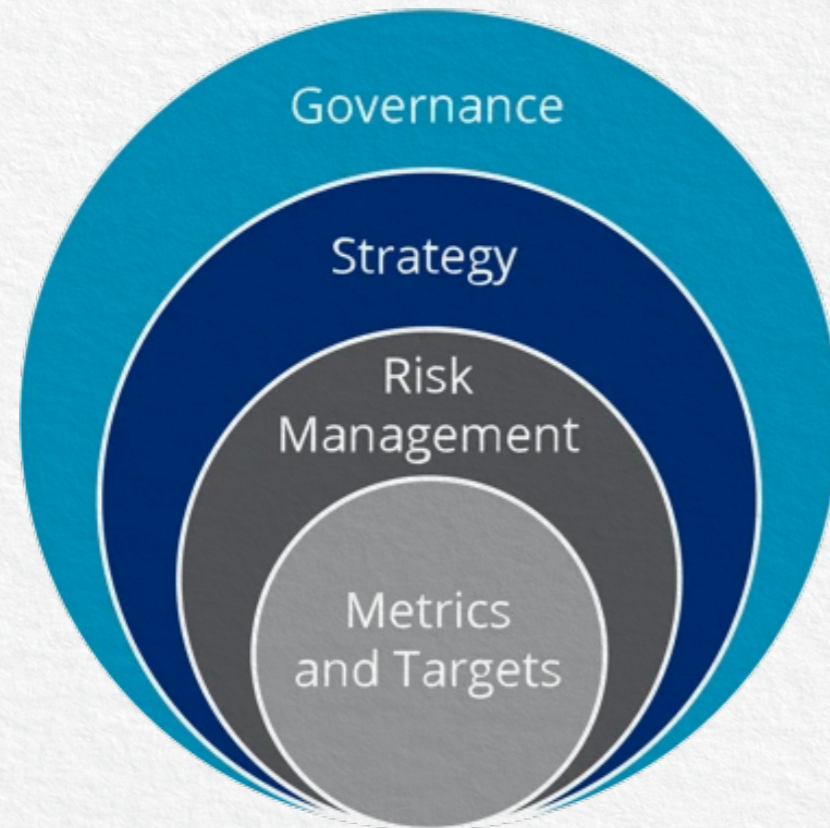 Governance
Strategy
Risk
Management
Metrics
and Targets